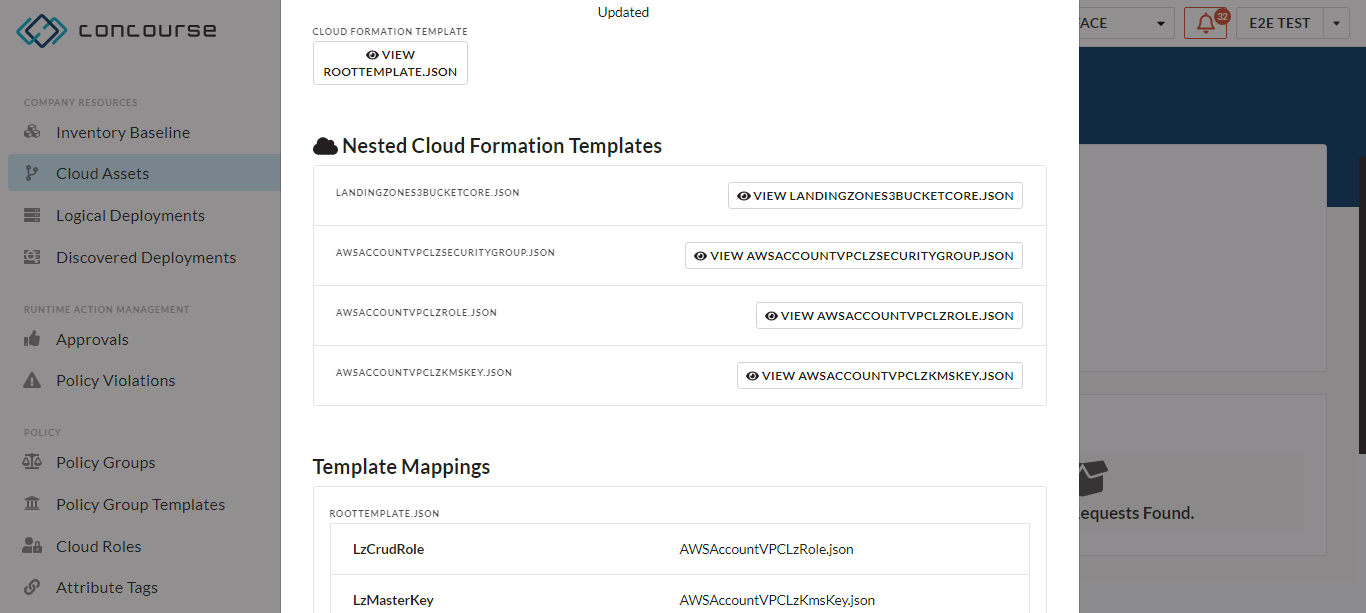 concourse
COMPANY RESOURCES
Inventory Baseline
Cloud Assets
Logical Deployments
Discovered Deployments
RUNTIME ACTION MANAGEMENT
Approvals
Policy Violations
POLICY
Policy Groups
Policy Group Templates
Cloud Roles
Attribute Tags
Updated
CLOUD FORMATION TEMPLATE
VIEW
ROOTTEMPLATE.JSON
Nested Cloud Formation Templates
LANDINGZONES3BUCKETCORE.JSON
VIEW LANDINGZONES3BUCKETCORE.JSON
AWSACCOUNTVPCLZSECURITYGROUP.JSON
VIEW AWSACCOUNTVPCLZSECURITYGROUP.JSON
AWSACCOUNTVPCLZROLE.JSON
VIEW AWSACCOUNTVPCLZROLE.JSON
AWSACCOUNTVPCLZKMSKEY.JSON
VIEW AWSACCOUNTVPCLZKMSKEY.JSON
Template Mappings
ROOTTEMPLATE.JSON
LzCrudRole AWSAccountVPCLzRole.json
LzMasterKey AWSAccountVPCLzKmsKey.json
32
E2E TEST
Found.